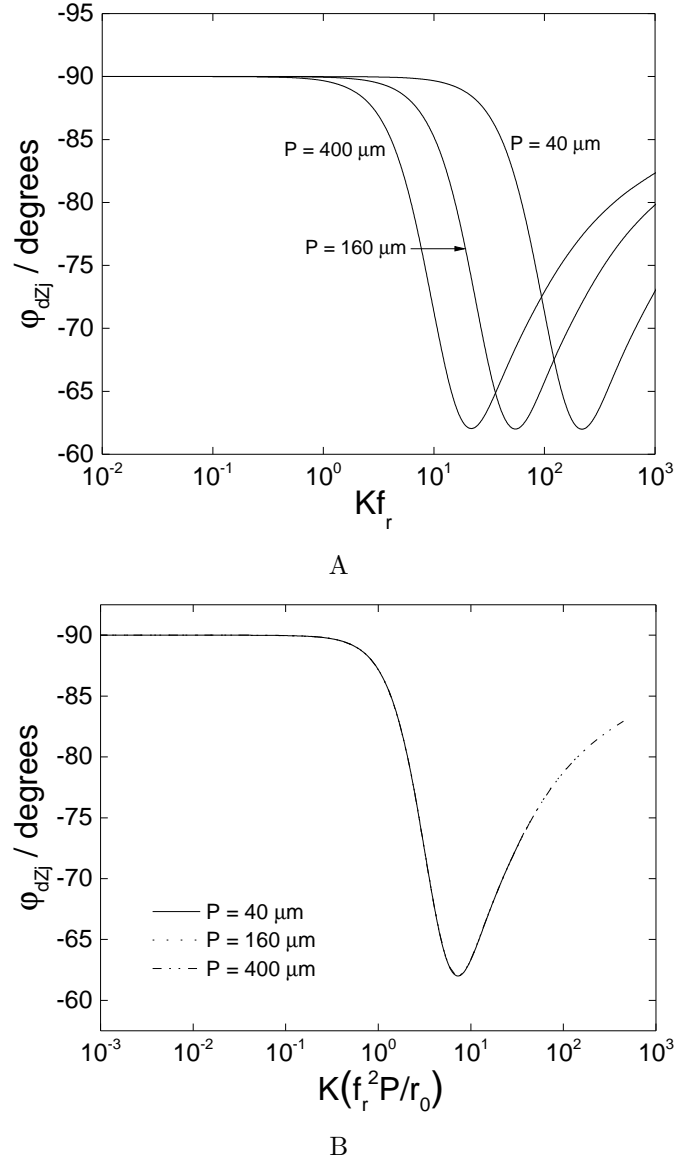 -95
-90
-85
-80
-75
-70
-65
-60
φdZj / degrees
P = 400 μm
P = 40 μm
P = 160 μm
10⁻² 10⁻¹ 10⁰ 10¹ 10² 10³
Kfᵣ
A
-90
-85
-80
-75
-70
-65
-60
φdZj / degrees
P = 40 μm
P = 160 μm
P = 400 μm
10⁻³ 10⁻² 10⁻¹ 10⁰ 10¹ 10² 10³
K(fᵣ²P/r₀)
B